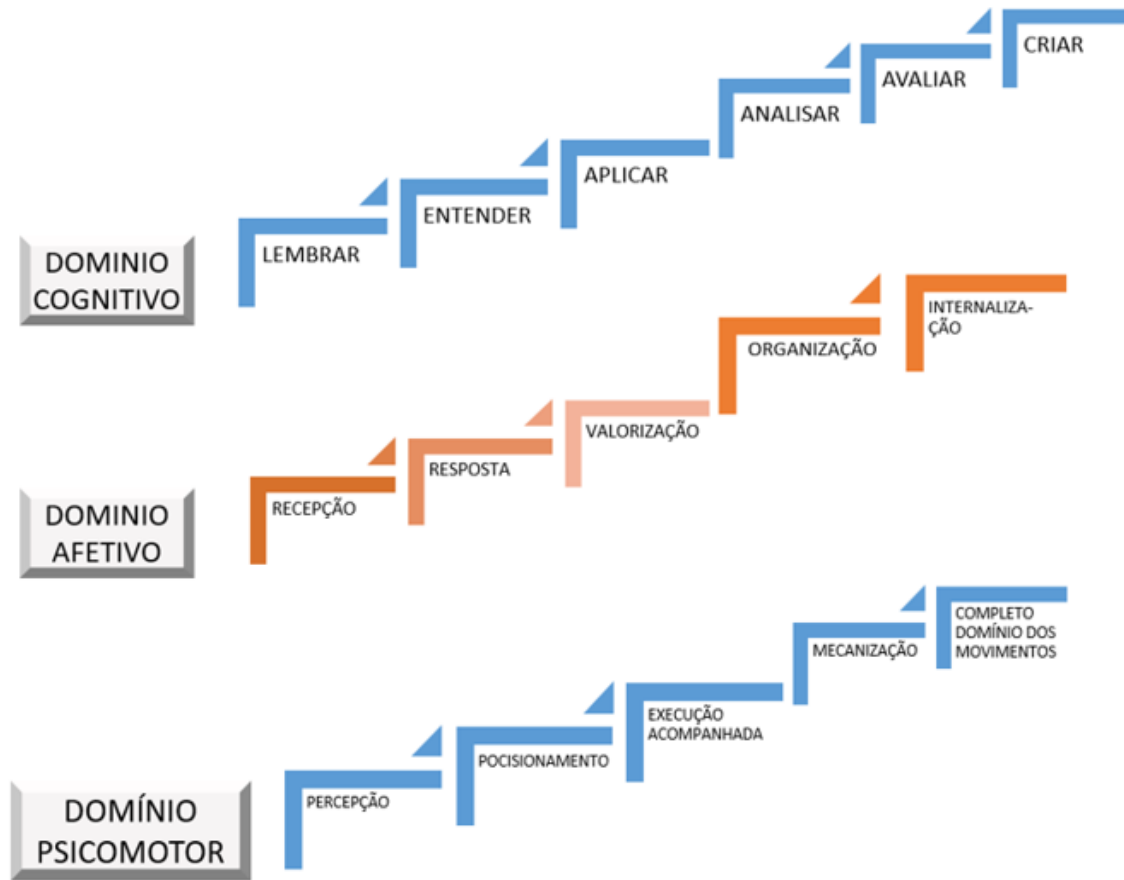 DOMINIO
COGNITIVO
LEMBRAR
ENTENDER
APLICAR
ANALISAR
AVALIAR
CRIAR
DOMINIO
AFETIVO
RECEPÇÃO
RESPOSTA
VALORIZAÇÃO
ORGANIZAÇÃO
INTERNALIZA-
ÇÃO
DOMÍNIO
PSICOMOTOR
PERCEPÇÃO
POCISIONAMENTO
EXECUÇÃO
ACOMPANHADA
MECANIZAÇÃO
COMPLETO
DOMÍNIO DOS
MOVIMENTOS